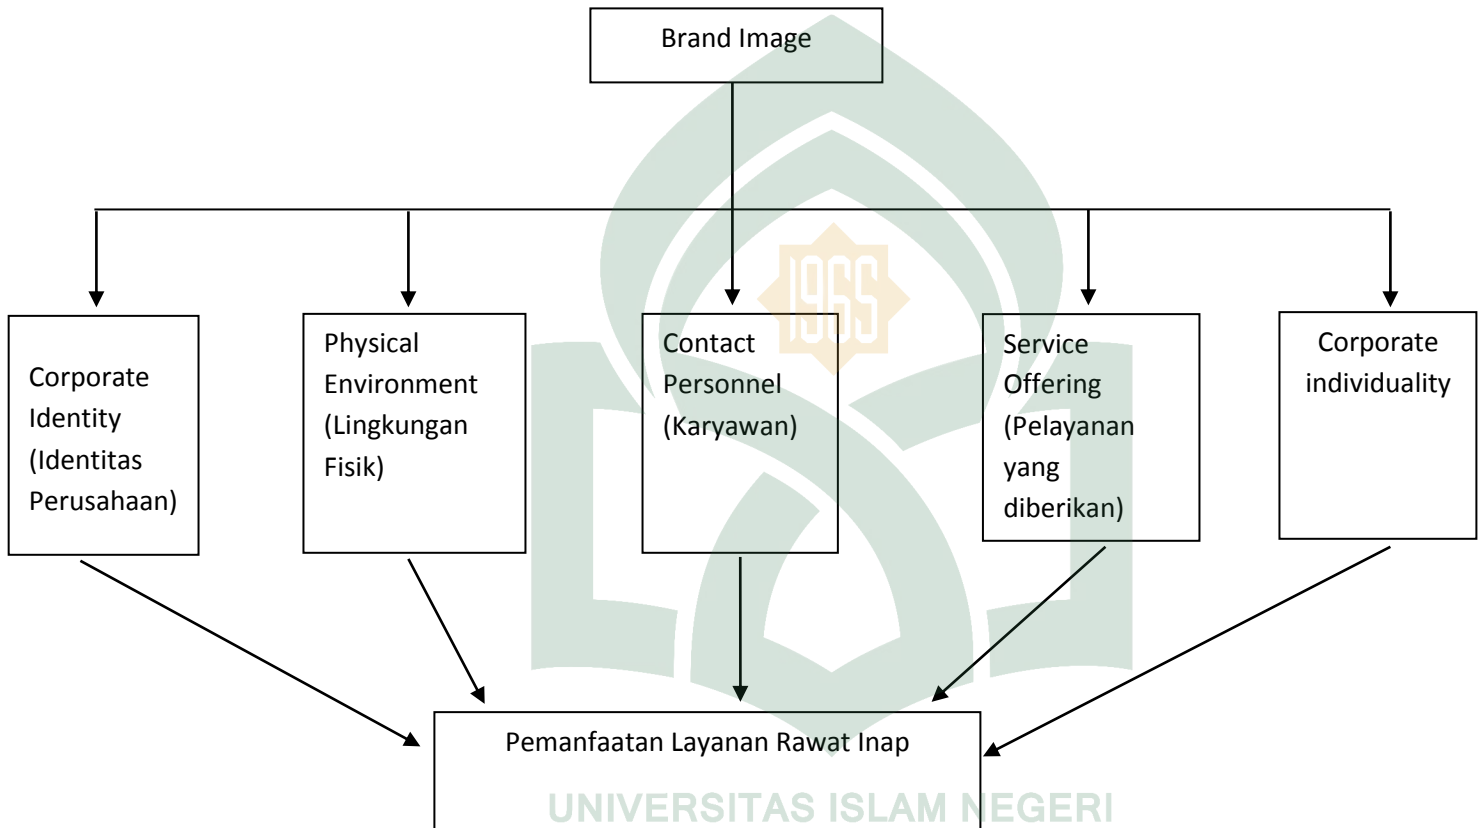 Brand Image
1965
Corporate
Identity
(Identitas
Perusahaan)
Physical
Environment
(Lingkungan
Fisik)
Contact
Personnel
(Karyawan)
Service
Offering
(Pelayanan
yang
diberikan)
Corporate
individuality
Pemanfaatan Layanan Rawat Inap
UNIVERSITAS ISLAM NEGERI